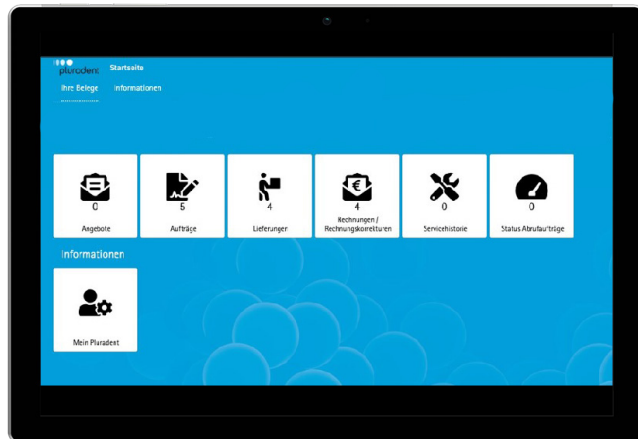 pluradent
Startseite
Ihre Belege
Informationen
0
Angebote
5
Aufträge
4
Lieferungen
4
Rechnungen /
Rechnungskorrekturen
0
Servicehistorie
0
Status Abrufaufträge
Informationen
Mein Pluradent